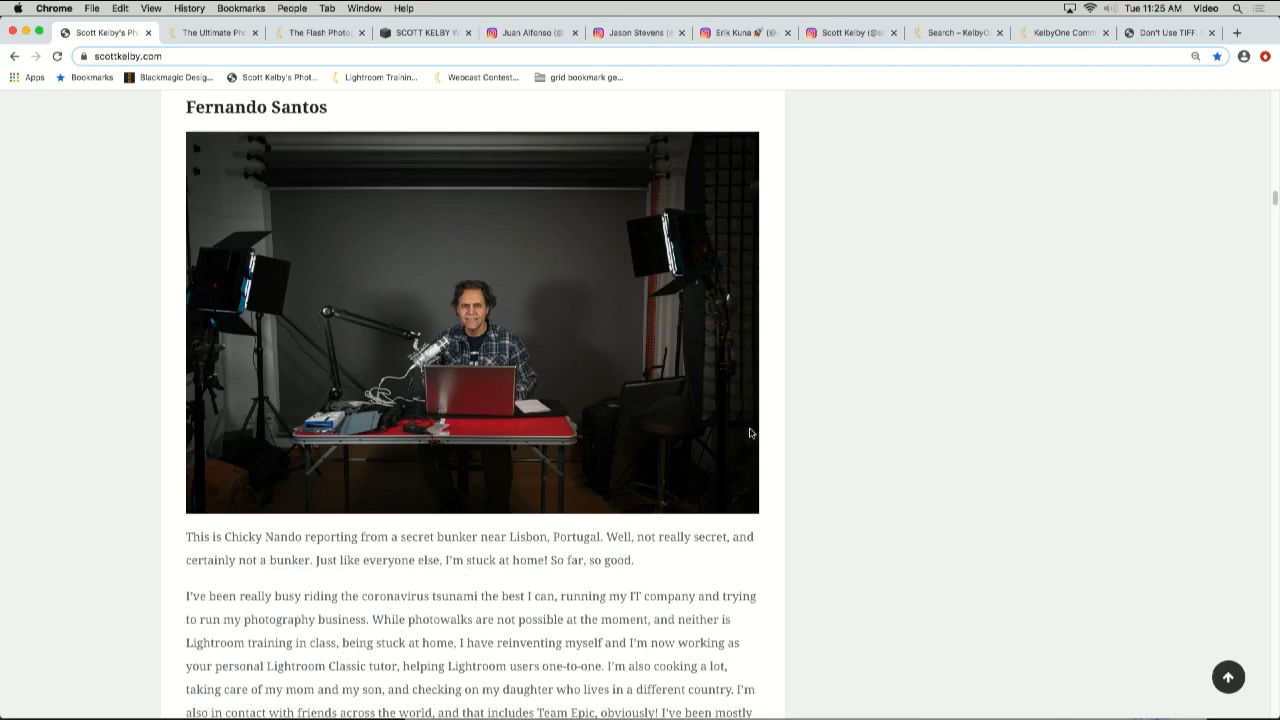 Chrome File Edit View History Bookmarks People Tab Window Help Tue 11:25 AM Video
Scott Kelby's Ph The Ultimate Ph The Flash Photo SCOTT KELBY W Juan Alfonso (@ Jason Stevens (@ Erik Kuna 🚀 (@ Scott Kelby (@s Search – KelbyO KelbyOne Comm Don't Use TIFF.
scottkelby.com
Apps Bookmarks Blackmagic Desig... Scott Kelby's Phot... Lightroom Trainin... Webcast Contest... grid bookmark ge...
Fernando Santos
This is Chicky Nando reporting from a secret bunker near Lisbon, Portugal. Well, not really secret, and
certainly not a bunker. Just like everyone else, I'm stuck at home! So far, so good.
I've been really busy riding the coronavirus tsunami the best I can, running my IT company and trying
to run my photography business. While photowalks are not possible at the moment, and neither is
Lightroom training in class, being stuck at home, I have reinventing myself and I'm now working as
your personal Lightroom Classic tutor, helping Lightroom users one-to-one. I'm also cooking a lot,
taking care of my mom and my son, and checking on my daughter who lives in a different country. I'm
also in contact with friends across the world, and that includes Team Epic, obviously! I've been mostly